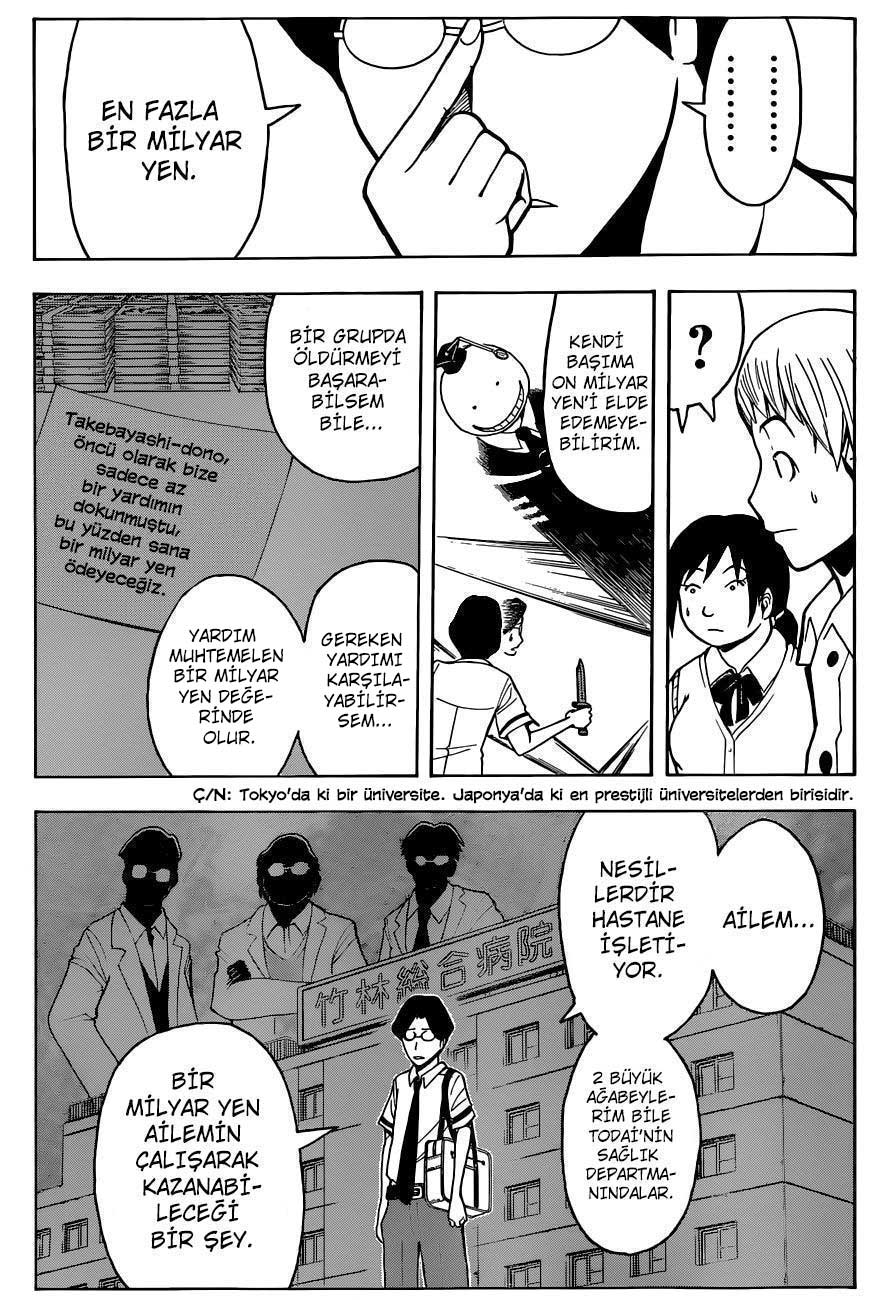 .........
.........
EN FAZLA
BİR MİLYAR
YEN.
?
KENDİ
BAŞIMA
ON MİLYAR
YEN'İ ELDE
EDEMEYE-
BİLİRİM.
BİR GRUPDA
ÖLDÜRMEYİ
BAŞARA-
BİLSEM
BİLE...
Takebayashi-dono,
öncü olarak bize
sadece az
bir yardımın
dokunmuştu,
bu yüzden sana
bir milyar yen
ödeyeceğiz.
GEREKEN
YARDIMI
KARŞILA-
YABİLİR-
SEM...
YARDIM
MUHTEMELEN
BİR MİLYAR
YEN DEĞE-
RİNDE
OLUR.
Ç/N: Tokyo'da ki bir üniversite. Japonya'da ki en prestijli üniversitelerden birisidir.
AİLEM...
NESİL-
LERDİR
HASTANE
İŞLETİ-
YOR.
竹林総合病院
2 BÜYÜK
AĞABEYLE-
RİM BİLE
TODAİ'NİN
SAĞLIK
DEPARTMA-
NINDALAR.
BİR
MİLYAR YEN
AİLEMİN
ÇALIŞARAK
KAZANABİ-
LECEĞİ
BİR ŞEY.